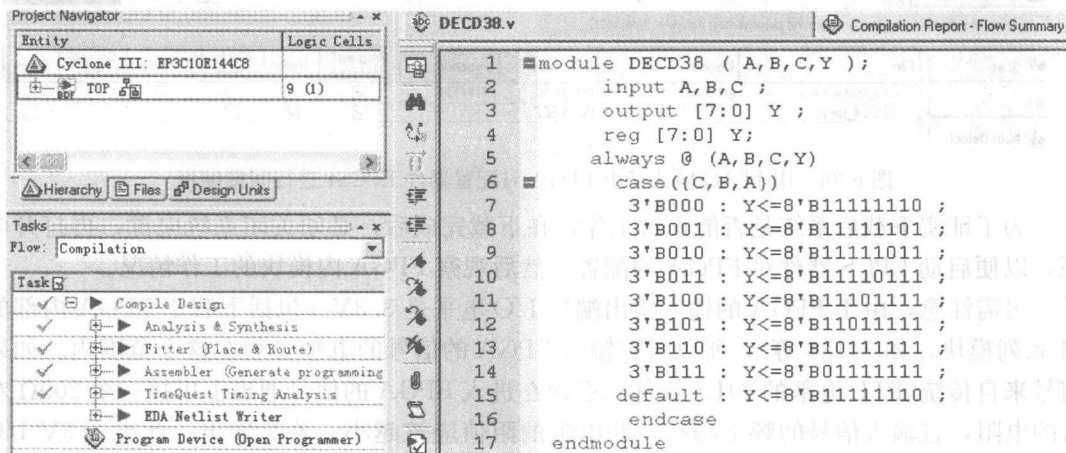 Project Navigator
Entity Logic Cells
Cyclone III: EP3C10E144C8
TOP 9 (1)
Hierarchy Files Design Units
Tasks
Flow: Compilation
Task
Compile Design
Analysis & Synthesis
Fitter (Place & Route)
Assembler (Generate programming
TimeQuest Timing Analysis
EDA Netlist Writer
Program Device (Open Programmer)
DECD38.v Compilation Report - Flow Summary
1 module DECD38 ( A,B,C,Y );
2 input A,B,C ;
3 output [7:0] Y ;
4 reg [7:0] Y;
5 always @ (A,B,C,Y)
6 case({C,B,A})
7 3'B000 : Y<=8'B11111110 ;
8 3'B001 : Y<=8'B11111101 ;
9 3'B010 : Y<=8'B11111011 ;
10 3'B011 : Y<=8'B11110111 ;
11 3'B100 : Y<=8'B11101111 ;
12 3'B101 : Y<=8'B11011111 ;
13 3'B110 : Y<=8'B10111111 ;
14 3'B111 : Y<=8'B01111111 ;
15 default : Y<=8'B11111110 ;
16 endcase
17 endmodule